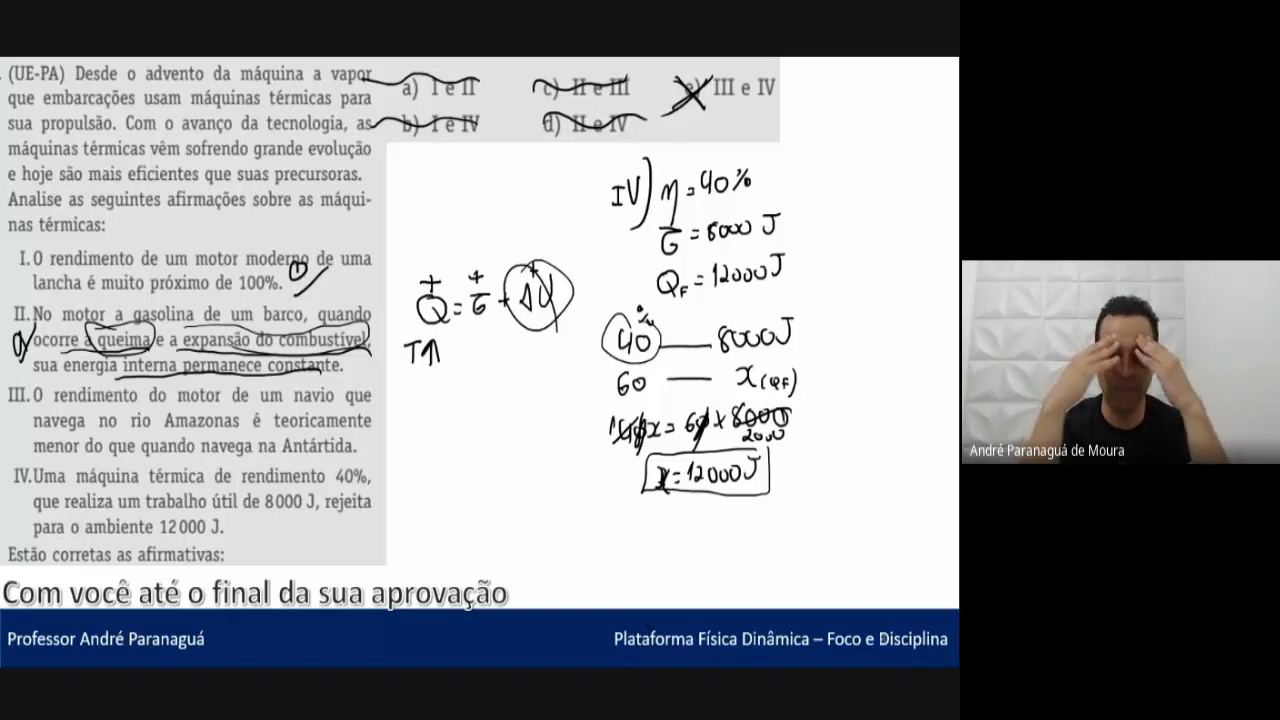 (UE-PA) Desde o advento da máquina a vapor
que embarcações usam máquinas térmicas para
sua propulsão. Com o avanço da tecnologia, as
máquinas térmicas vêm sofrendo grande evolução
e hoje são mais eficientes que suas precursoras.
Analise as seguintes afirmações sobre as máqui-
nas térmicas:
I. O rendimento de um motor moderno de uma
lancha é muito próximo de 100%.
II. No motor a gasolina de um barco, quando
ocorre a queima e a expansão do combustível,
sua energia interna permanece constante.
III. O rendimento do motor de um navio que
navega no rio Amazonas é teoricamente
menor do que quando navega na Antártida.
IV. Uma máquina térmica de rendimento 40%,
que realiza um trabalho útil de 8 000 J, rejeita
para o ambiente 12 000 J.
Estão corretas as afirmativas:
a) I e II
b) I e IV
c) II e III
d) II e IV
e) III e IV
Q = Z + ΔU
T↑
IV) η = 40%
Z = 8000 J
QF = 12000 J
40% — 8000 J
60 — X (QF)
x = 60 x 8000
2000
x = 12000 J
Com você até o final da sua aprovação
Professor André Paranaguá
Plataforma Física Dinâmica – Foco e Disciplina
André Paranaguá de Moura